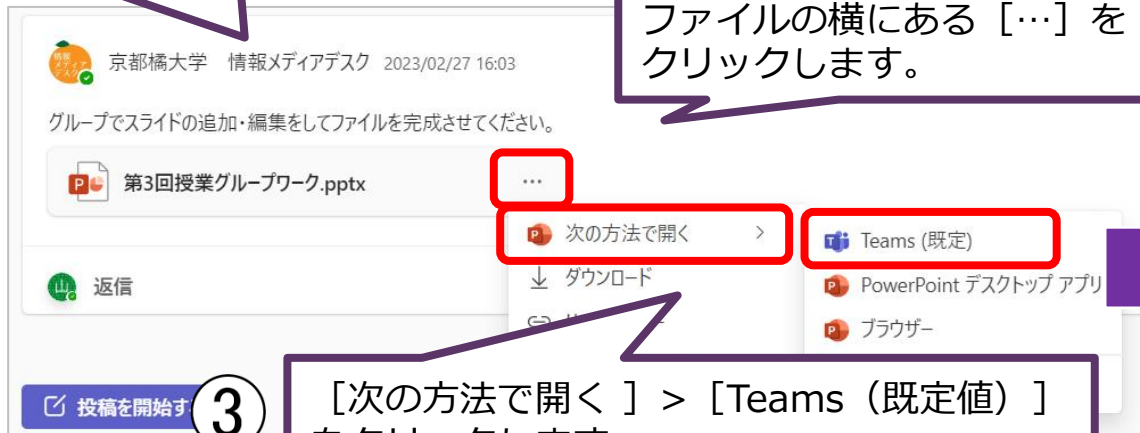 ファイルの横にある［…］を
クリックします。
京都橘大学 情報メディアデスク 2023/02/27 16:03
グループでスライドの追加・編集をしてファイルを完成させてください。
第3回授業グループワーク.pptx
…
次の方法で開く >
Teams (既定)
返信
ダウンロード
PowerPoint デスクトップ アプリ
ブラウザー
投稿を開始す
③
［次の方法で開く ］>［Teams（既定値）］